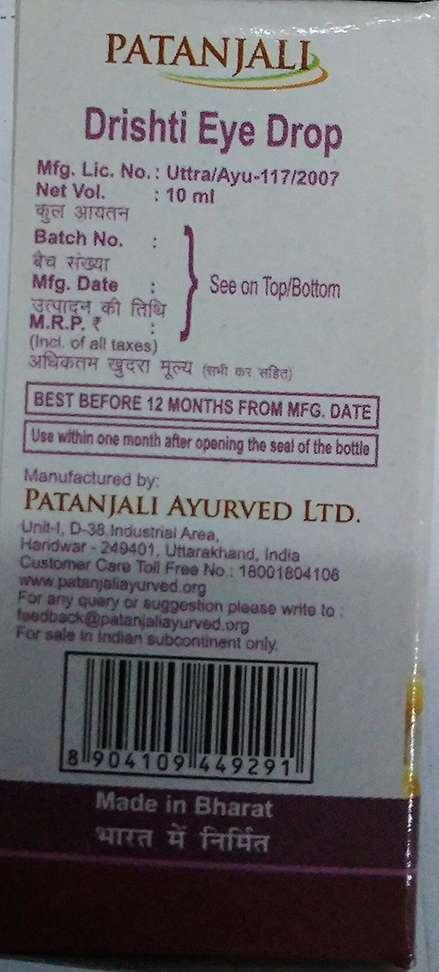 PATANJALI
Drishti Eye Drop
Mfg. Lic. No.: Uttra/Ayu-117/2007
Net Vol. : 10 ml
कुल आयतन
Batch No. :
बैच संख्या
Mfg. Date : See on Top/Bottom
उत्पादन की तिथि
M.R.P. ₹ :
(Incl. of all taxes)
अधिकतम खुदरा मूल्य (सभी कर सहित)
BEST BEFORE 12 MONTHS FROM MFG. DATE
Use within one month after opening the seal of the bottle
Manufactured by:
PATANJALI AYURVED LTD.
Unit-I, D-38,Industrial Area,
Haridwar - 249401, Uttarakhand, India
Customer Care Toll Free No.: 18001804108
www.patanjaliayurved.org
For any query or suggestion please write to :
feedback@patanjaliayurved.org
For sale in Indian subcontinent only.
8 904109 449291
Made in Bharat
भारत में निर्मित